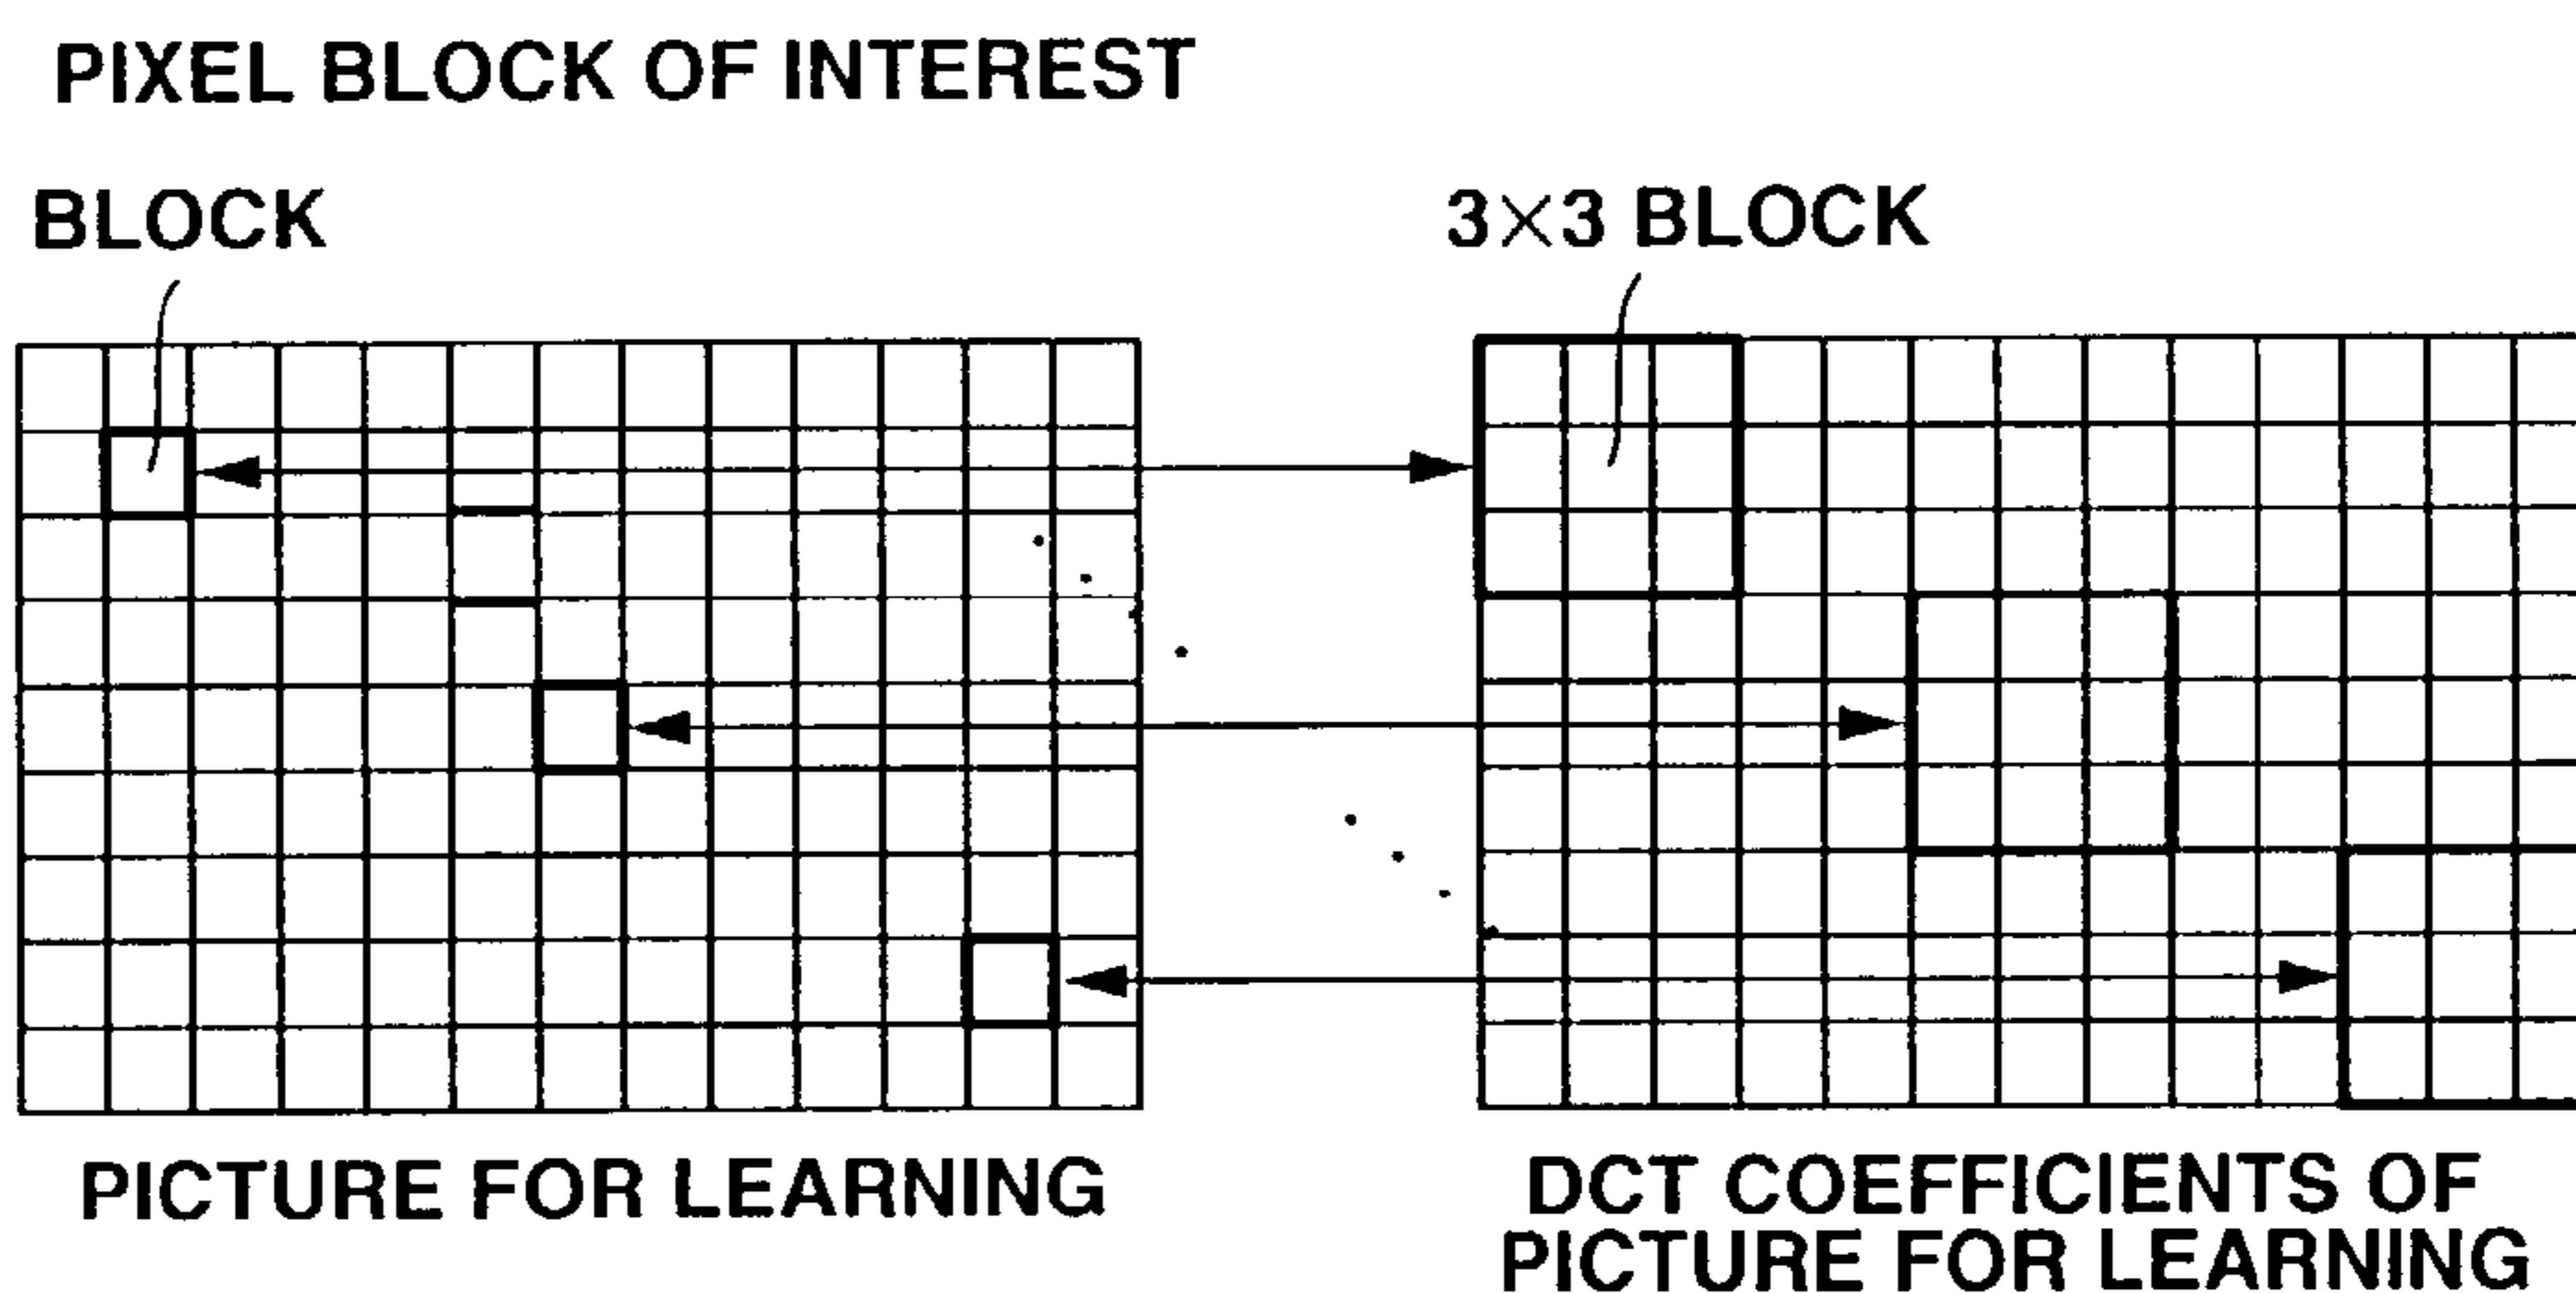 PIXEL BLOCK OF INTEREST
BLOCK
3×3 BLOCK
PICTURE FOR LEARNING
DCT COEFFICIENTS OF
PICTURE FOR LEARNING